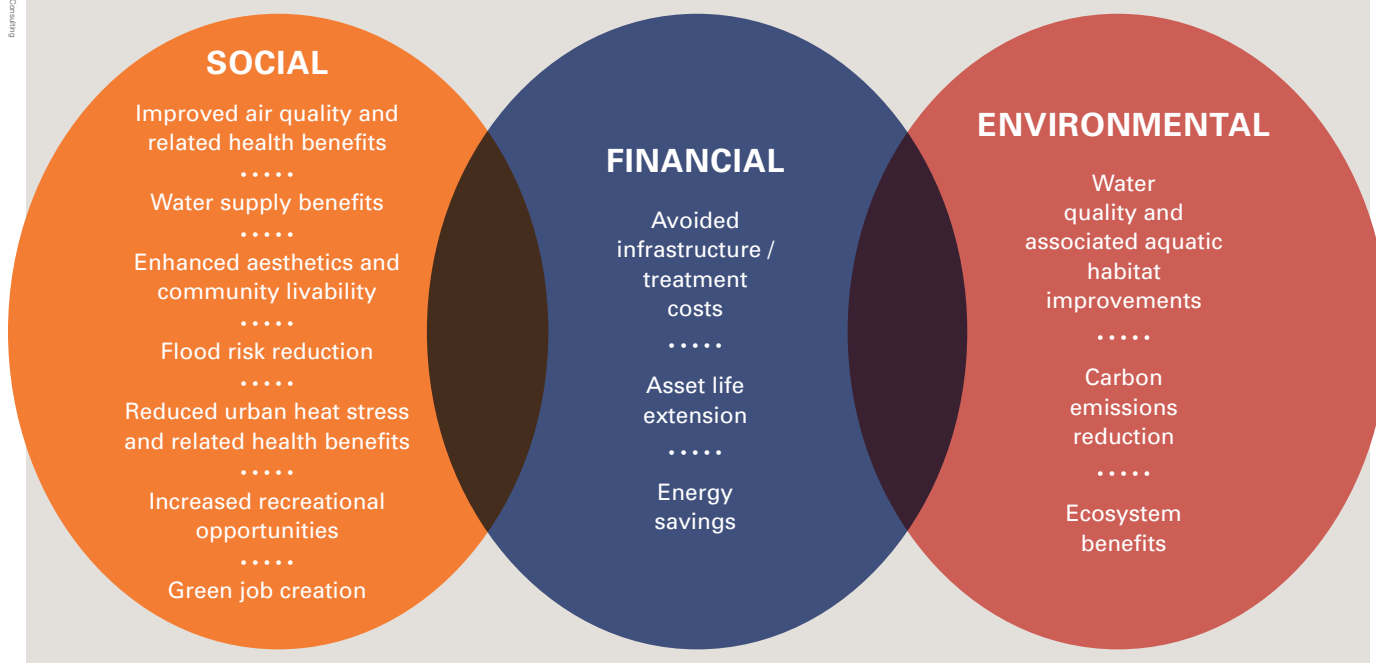 Consulting
SOCIAL
Improved air quality and
related health benefits
.....
Water supply benefits
.....
Enhanced aesthetics and
community livability
.....
Flood risk reduction
.....
Reduced urban heat stress
and related health benefits
.....
Increased recreational
opportunities
.....
Green job creation
FINANCIAL
Avoided
infrastructure /
treatment
costs
.....
Asset life
extension
.....
Energy
savings
ENVIRONMENTAL
Water
quality and
associated aquatic
habitat
improvements
.....
Carbon
emissions
reduction
.....
Ecosystem
benefits